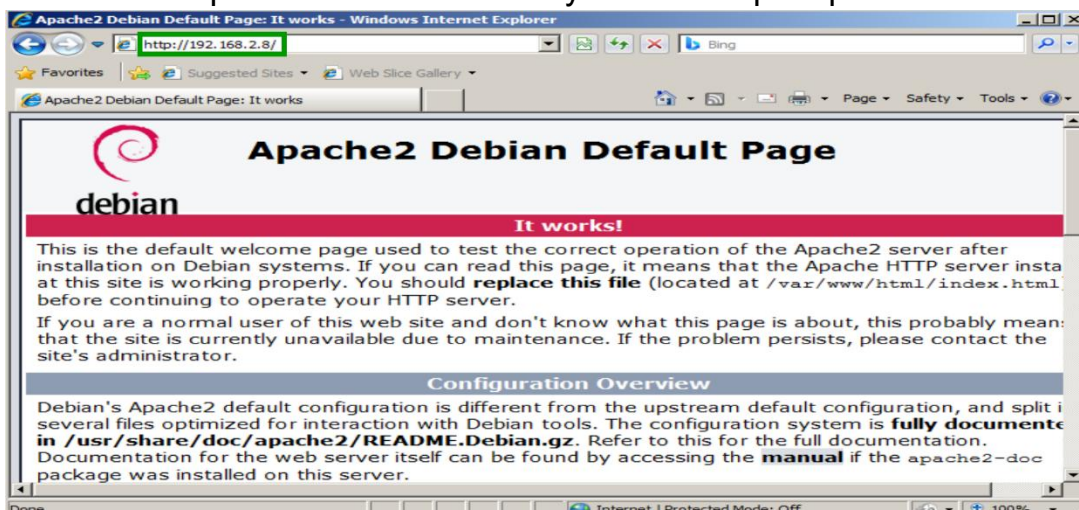 Apache2 Debian Default Page: It works - Windows Internet Explorer
http://192.168.2.8/
Bing
Favorites
Suggested Sites
Web Slice Gallery
Apache2 Debian Default Page: It works
Page
Safety
Tools
debian
Apache2 Debian Default Page
It works!
This is the default welcome page used to test the correct operation of the Apache2 server after
installation on Debian systems. If you can read this page, it means that the Apache HTTP server insta
at this site is working properly. You should replace this file (located at /var/www/html/index.html
before continuing to operate your HTTP server.
If you are a normal user of this web site and don't know what this page is about, this probably mean
that the site is currently unavailable due to maintenance. If the problem persists, please contact the
site's administrator.
Configuration Overview
Debian's Apache2 default configuration is different from the upstream default configuration, and split i
several files optimized for interaction with Debian tools. The configuration system is fully documente
in /usr/share/doc/apache2/README.Debian.gz. Refer to this for the full documentation.
Documentation for the web server itself can be found by accessing the manual if the apache2-doc
package was installed on this server.
Done
Internet | Protected Mode: Off
100%